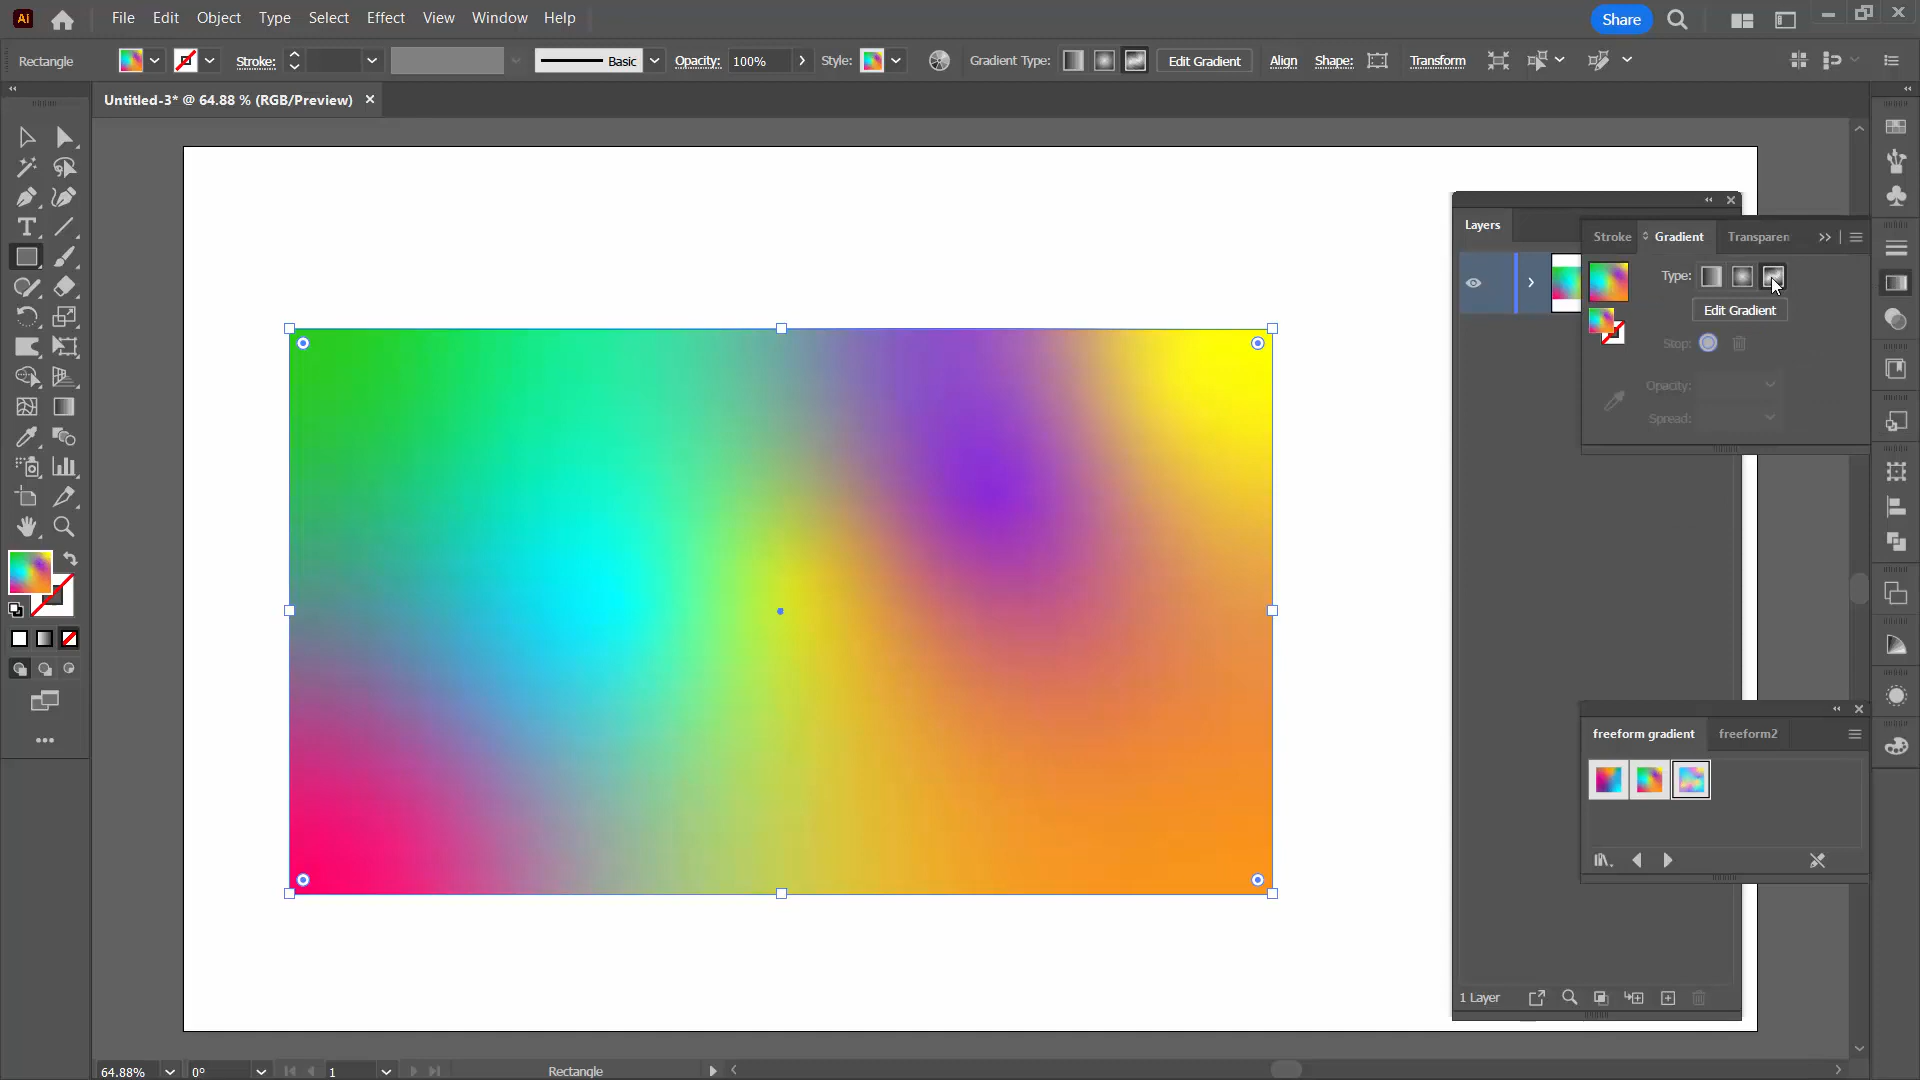 Ai File Edit Object Type Select Effect View Window Help Share
Rectangle Stroke: Basic Opacity: 100% Style: Gradient Type: Edit Gradient Align Shape: Transform
Untitled-3* @ 64.88 % (RGB/Preview)
Layers
Stroke Gradient Transparen
Type:
Edit Gradient
Stop:
Opacity:
Spread:
freeform gradient freeform2
1 Layer
64.88% 0° 1 Rectangle